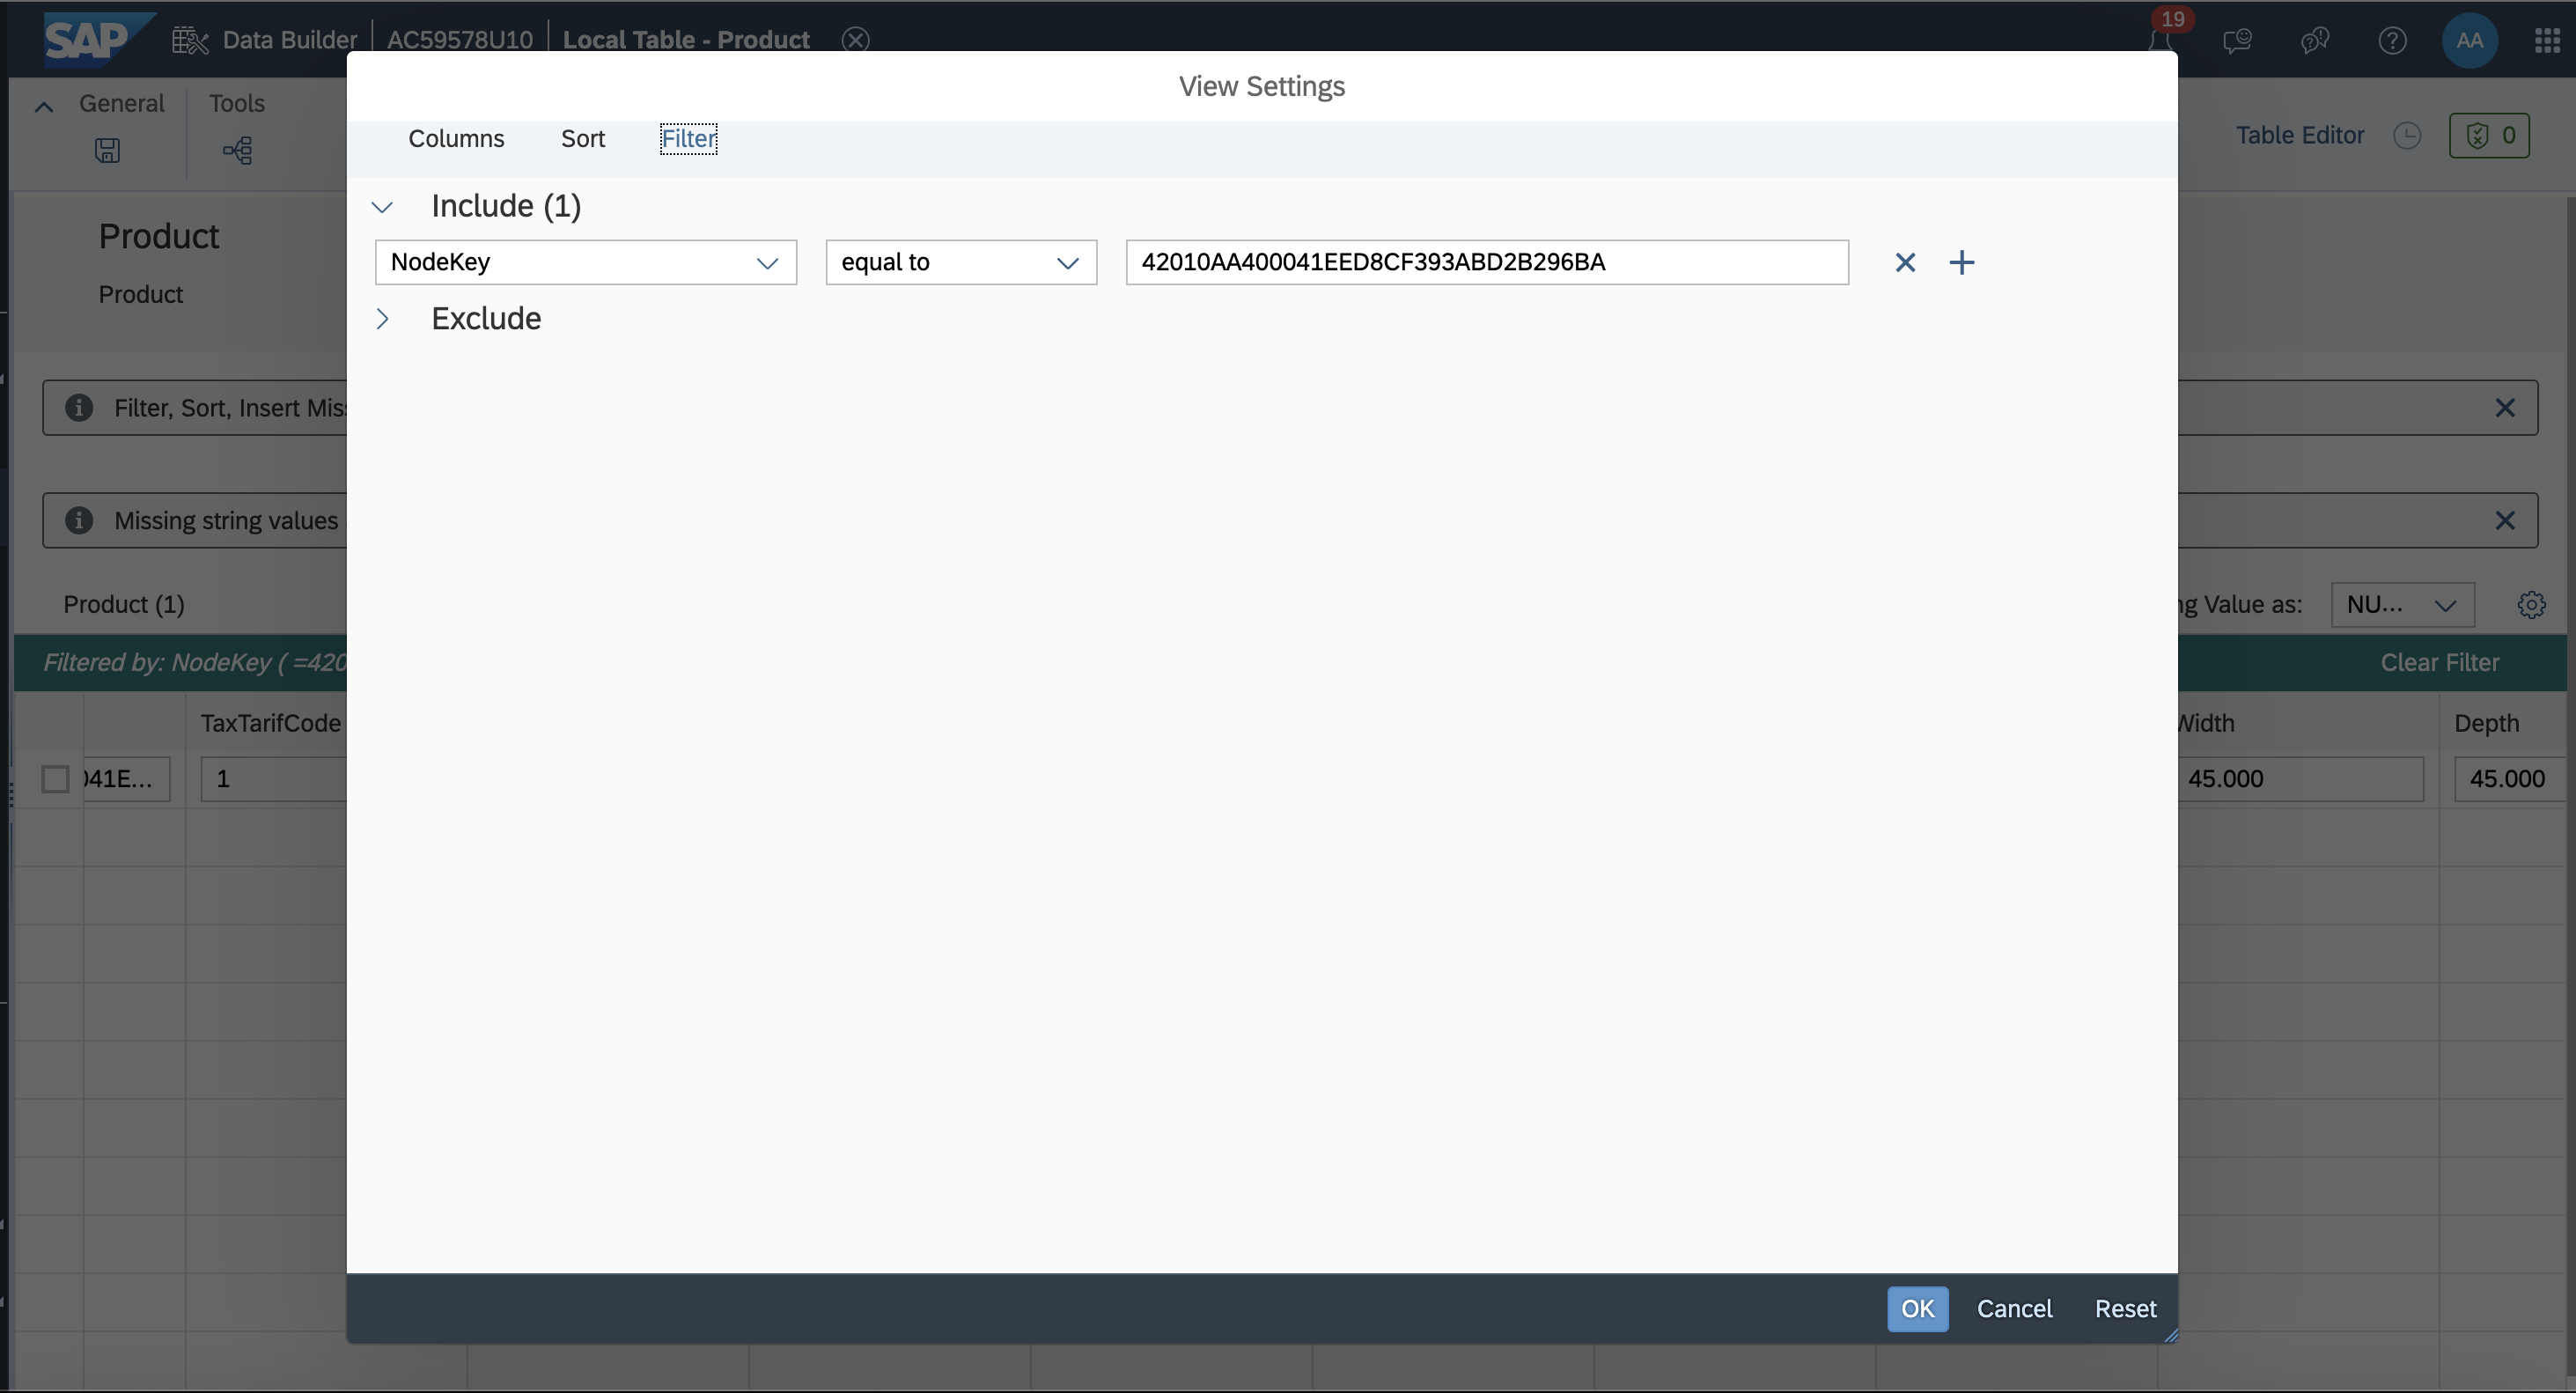 SAP Data Builder AC59578U10 Local Table - Product 19 AA
View Settings
General Tools
Columns Sort Filter
Table Editor 0
Include (1)
Product
NodeKey equal to 42010AA400041EED8CF393ABD2B296BA
Product
Exclude
Filter, Sort, Insert Mis
Missing string values
Product (1)
g Value as: NU...
Filtered by: NodeKey ( =420
Clear Filter
TaxTarifCode Width Depth
041E... 1 45.000 45.000
OK Cancel Reset